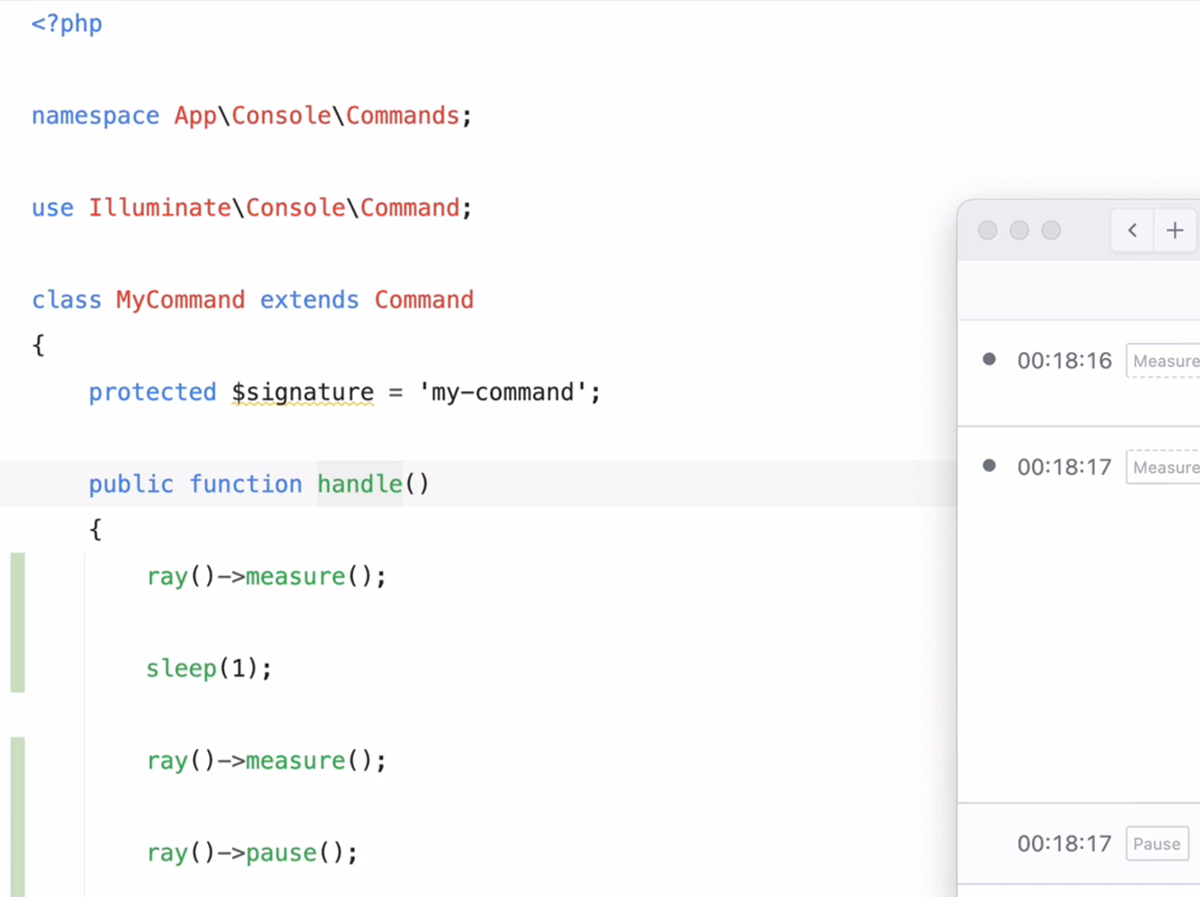 <?php
namespace App\Console\Commands;
use Illuminate\Console\Command;
class MyCommand extends Command
{
protected $signature = 'my-command';
public function handle()
{
ray()->measure();
sleep(1);
ray()->measure();
ray()->pause();
00:18:16 Measure
00:18:17 Measure
00:18:17 Pause